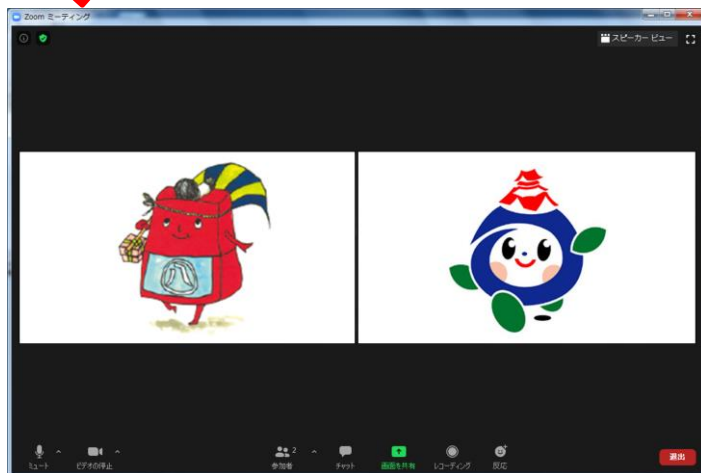 Zoom ミーティング
スピーカー ビュー
八
ミュート
ビデオの停止
2
参加者
チャット
画面を共有
レコーディング
反応
退出